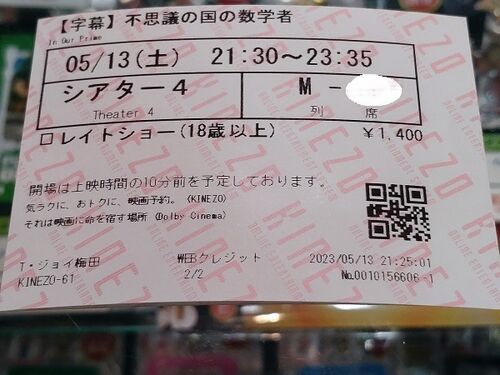 【字幕】不思議の国の数学者
In Our Prime
05/13(土) 21:30～23:35
シアター4
Theater 4
M -
列 席
□レイトショー(18歳以上) ¥1,400
開場は上映時間の10分前を予定しております。
気ラクに、おトクに、映画予約。(KINEZO)
それは映画に命を宿す場所(Dolby Cinema)
T・ジョイ梅田 WEBクレジット 2023/05/13 21:25:01
KINEZO-61 2/2 No.0010156606-1
KINEZO